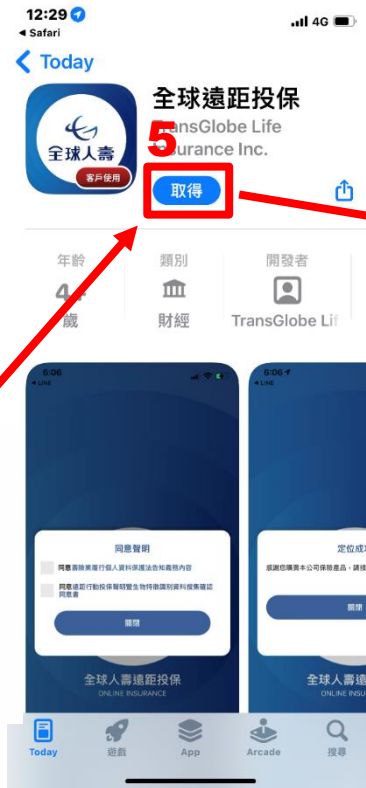 12:29
4G
Safari
Today
全球人壽
客戶使用
全球遠距投保
TransGlobe Life
Insurance Inc.
5
取得
年齡
類別
開發者
4+
歲
財經
TransGlobe Lif
6:06
LINE
同意聲明
同意書除業履行個人資料保護法告知義務內容
同意遠距行動投保聲明暨生物特徵識別資料蒐集確認
同意書
關閉
全球人壽遠距投保
ONLINE INSURANCE
6:06
LINE
定位成
感謝您購買本公司保險產品，請
關閉
全球人壽遠
ONLINE INSU
Today
遊戲
App
Arcade
搜尋